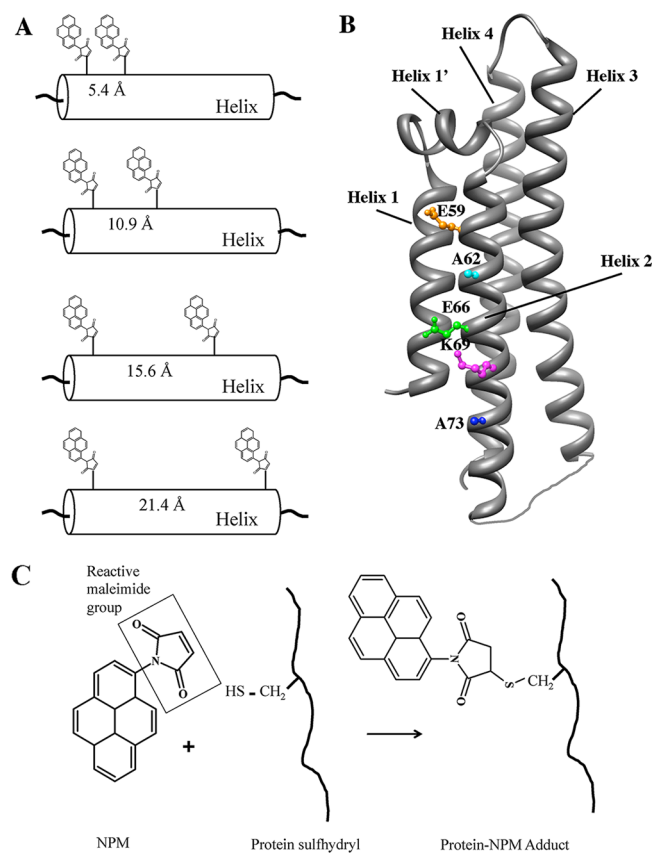 A
5.4 Å
Helix
10.9 Å
Helix
15.6 Å
Helix
21.4 Å
Helix
B
Helix 4
Helix 1’
Helix 3
Helix 1
E59
A62
Helix 2
E66
K69
A73
C
Reactive
maleimide
group
O
N
O
HS - CH2
+
O
N
O
S
CH2
NPM
Protein sulfhydryl
Protein-NPM Adduct